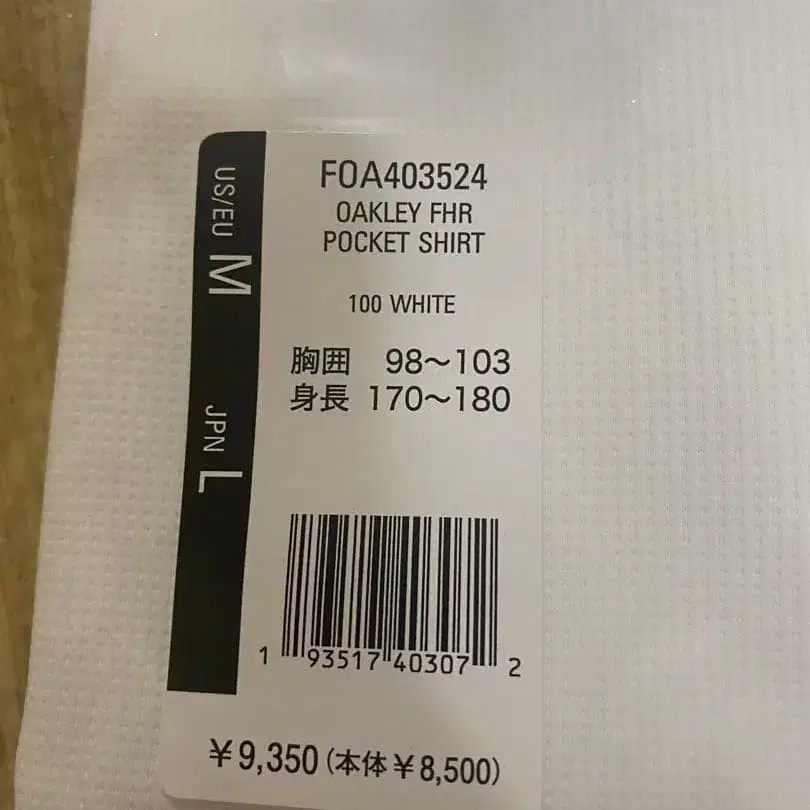 US/EU M
JPN L
FOA403524
OAKLEY FHR
POCKET SHIRT
100 WHITE
胸囲 98～103
身長 170～180
1 93517 40307 2
￥9,350(本体￥8,500)